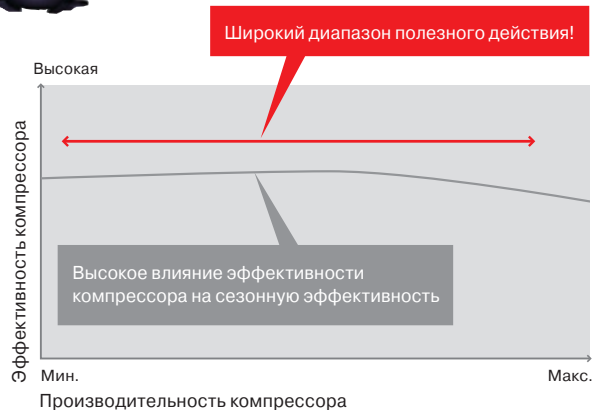 Широкий диапазон полезного действия!
Высокая
Эффективность компрессора
Высокое влияние эффективности
компрессора на сезонную эффективность
Мин.
Макс.
Производительность компрессора